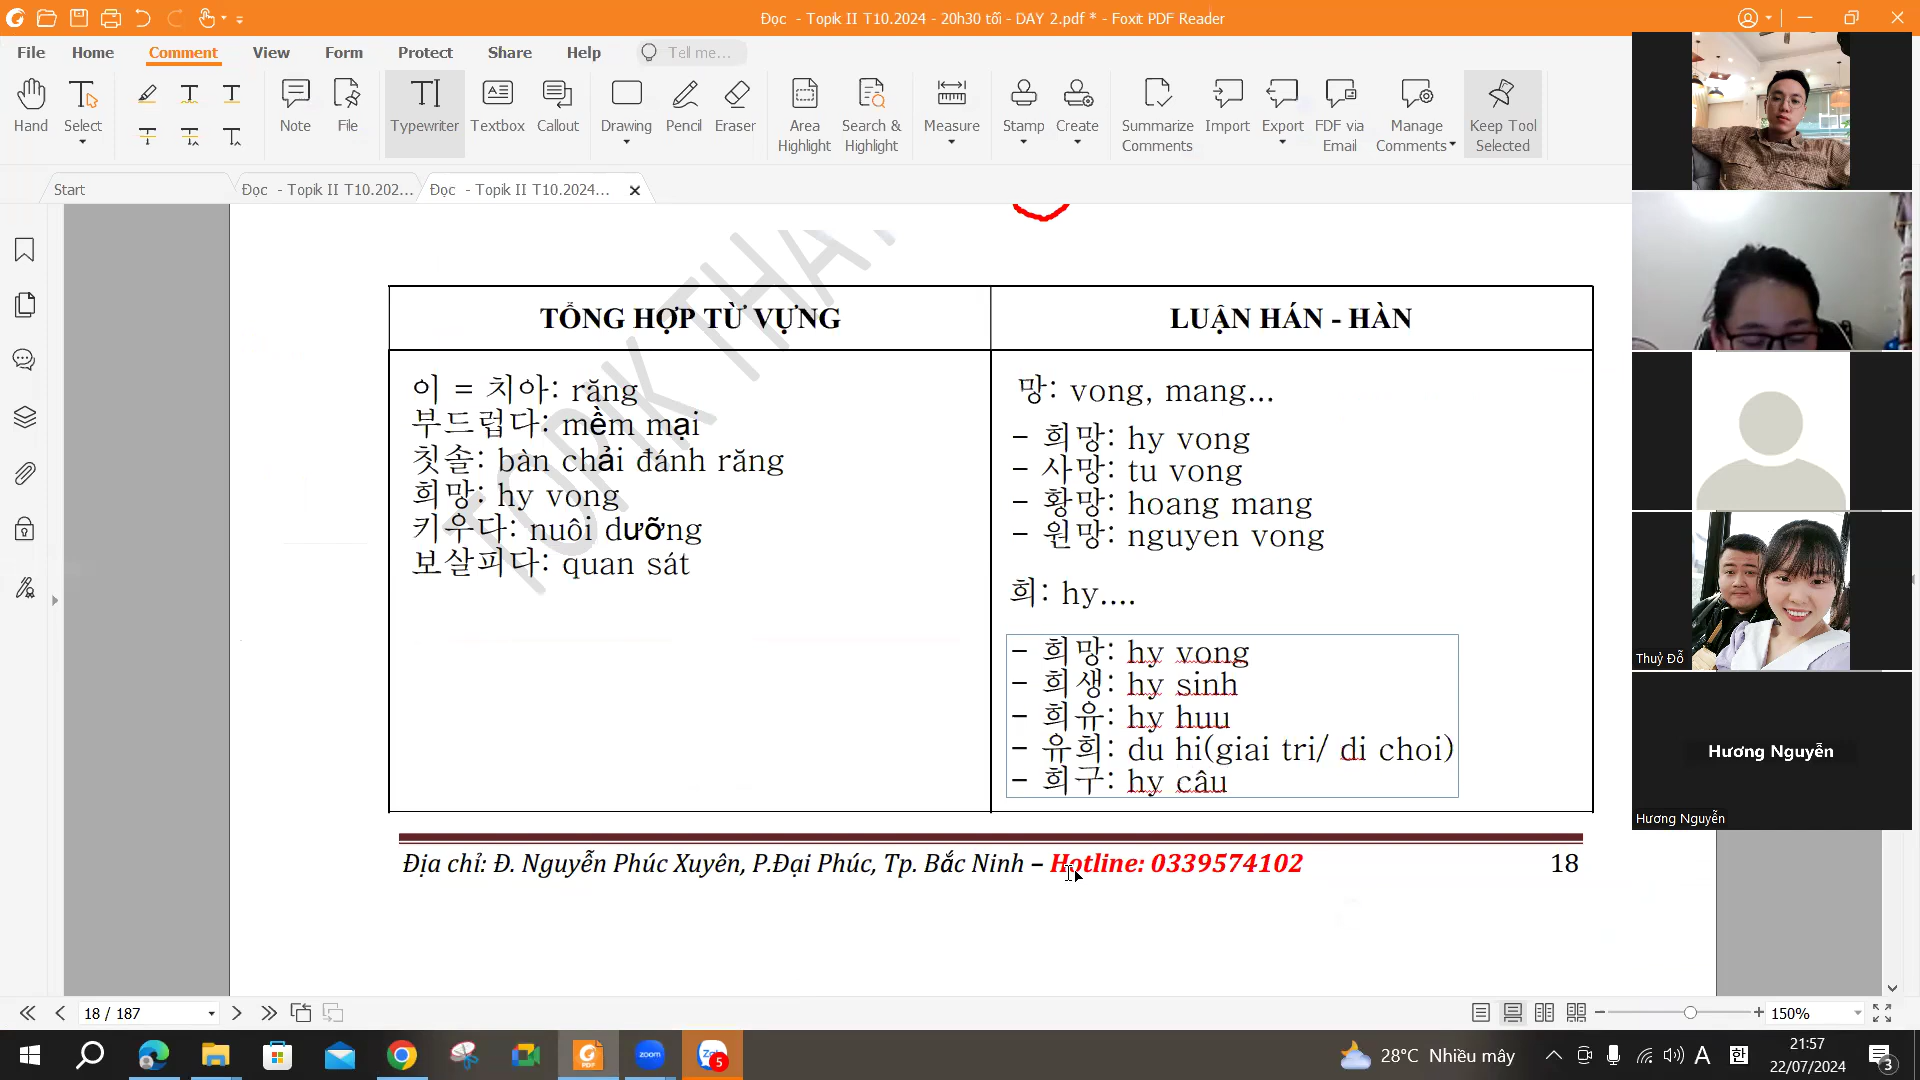 Đọc - Topik II T10.2024 - 20h30 tối - DAY 2.pdf * - Foxit PDF Reader
File Home Comment View Form Protect Share Help Tell me...
Hand Select Note File Typewriter Textbox Callout Drawing Pencil Eraser Area Highlight Search & Highlight Measure Stamp Create Summarize Comments Import Export FDF via Email Manage Comments Keep Tool Selected
Start Đọc - Topik II T10.202... Đọc - Topik II T10.2024...
TỔNG HỢP TỪ VỰNG
이 = 치아: răng
부드럽다: mềm mại
칫솔: bàn chải đánh răng
희망: hy vong
키우다: nuôi dưỡng
보살피다: quan sát
LUẬN HÁN - HÀN
망: vong, mang...
- 희망: hy vong
- 사망: tu vong
- 황망: hoang mang
- 원망: nguyen vong
희: hy....
- 희망: hy vong
- 희생: hy sinh
- 희유: hy huu
- 유희: du hi(giai tri/ di choi)
- 희구: hy câu
TOPIK THA
Địa chỉ: Đ. Nguyễn Phúc Xuyên, P.Đại Phúc, Tp. Bắc Ninh – Hotline: 0339574102
18
Thuỷ Đỗ
Hương Nguyễn
Hương Nguyễn
18 / 187
150%
zoom
5
28°C Nhiều mây
A
한
21:57
22/07/2024
3